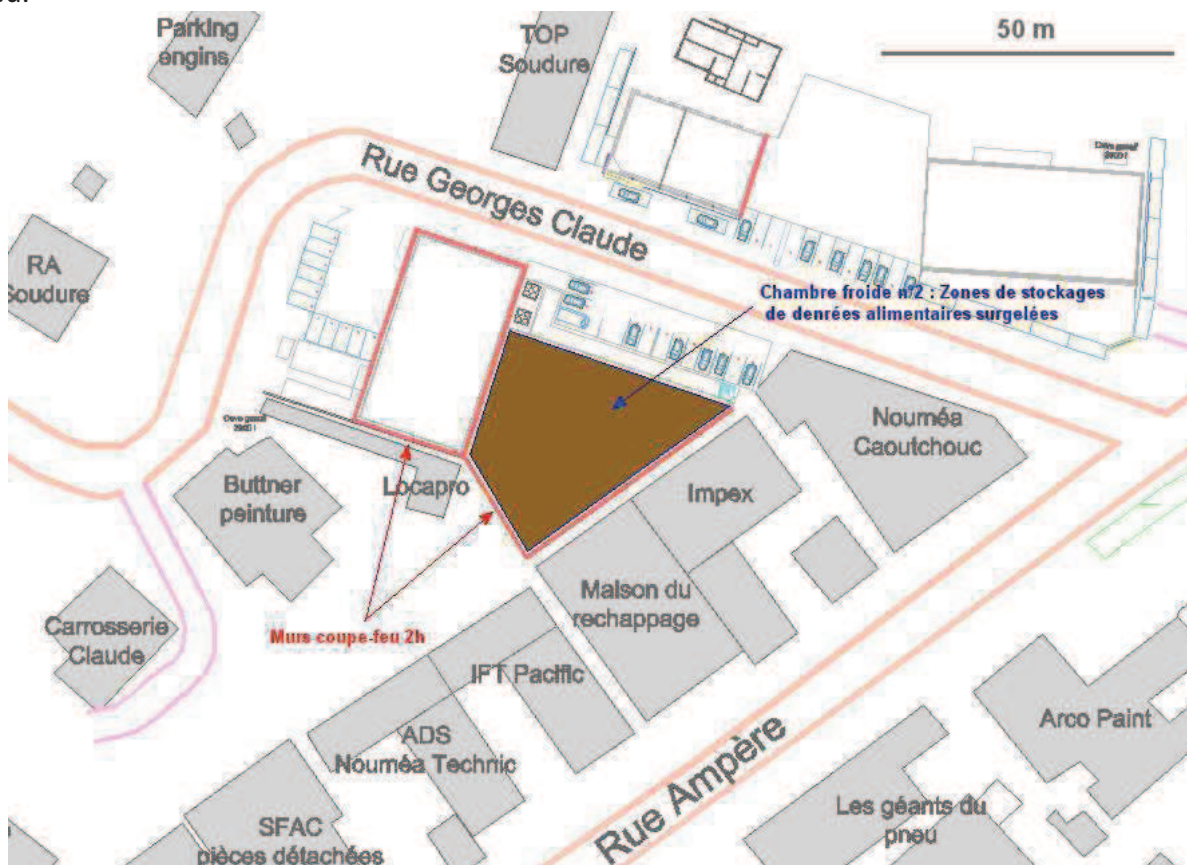 Parking
engins
TOP
Soudure
50 m
Rue Georges Claude
RA
Soudure
Chambre froide n°2 : Zones de stockages
de denrées alimentaires surgelées
Nouméa
Caoutchouc
Buttner
peinture
Locapro
Impex
Maison du
rechappage
Murs coupe-feu 2h
Carrosserie
Claude
IFT Pacific
ADS
Nouméa Technic
Arco Paint
Rue Ampère
Les géants du
pneu
SFAC
pièces détachées